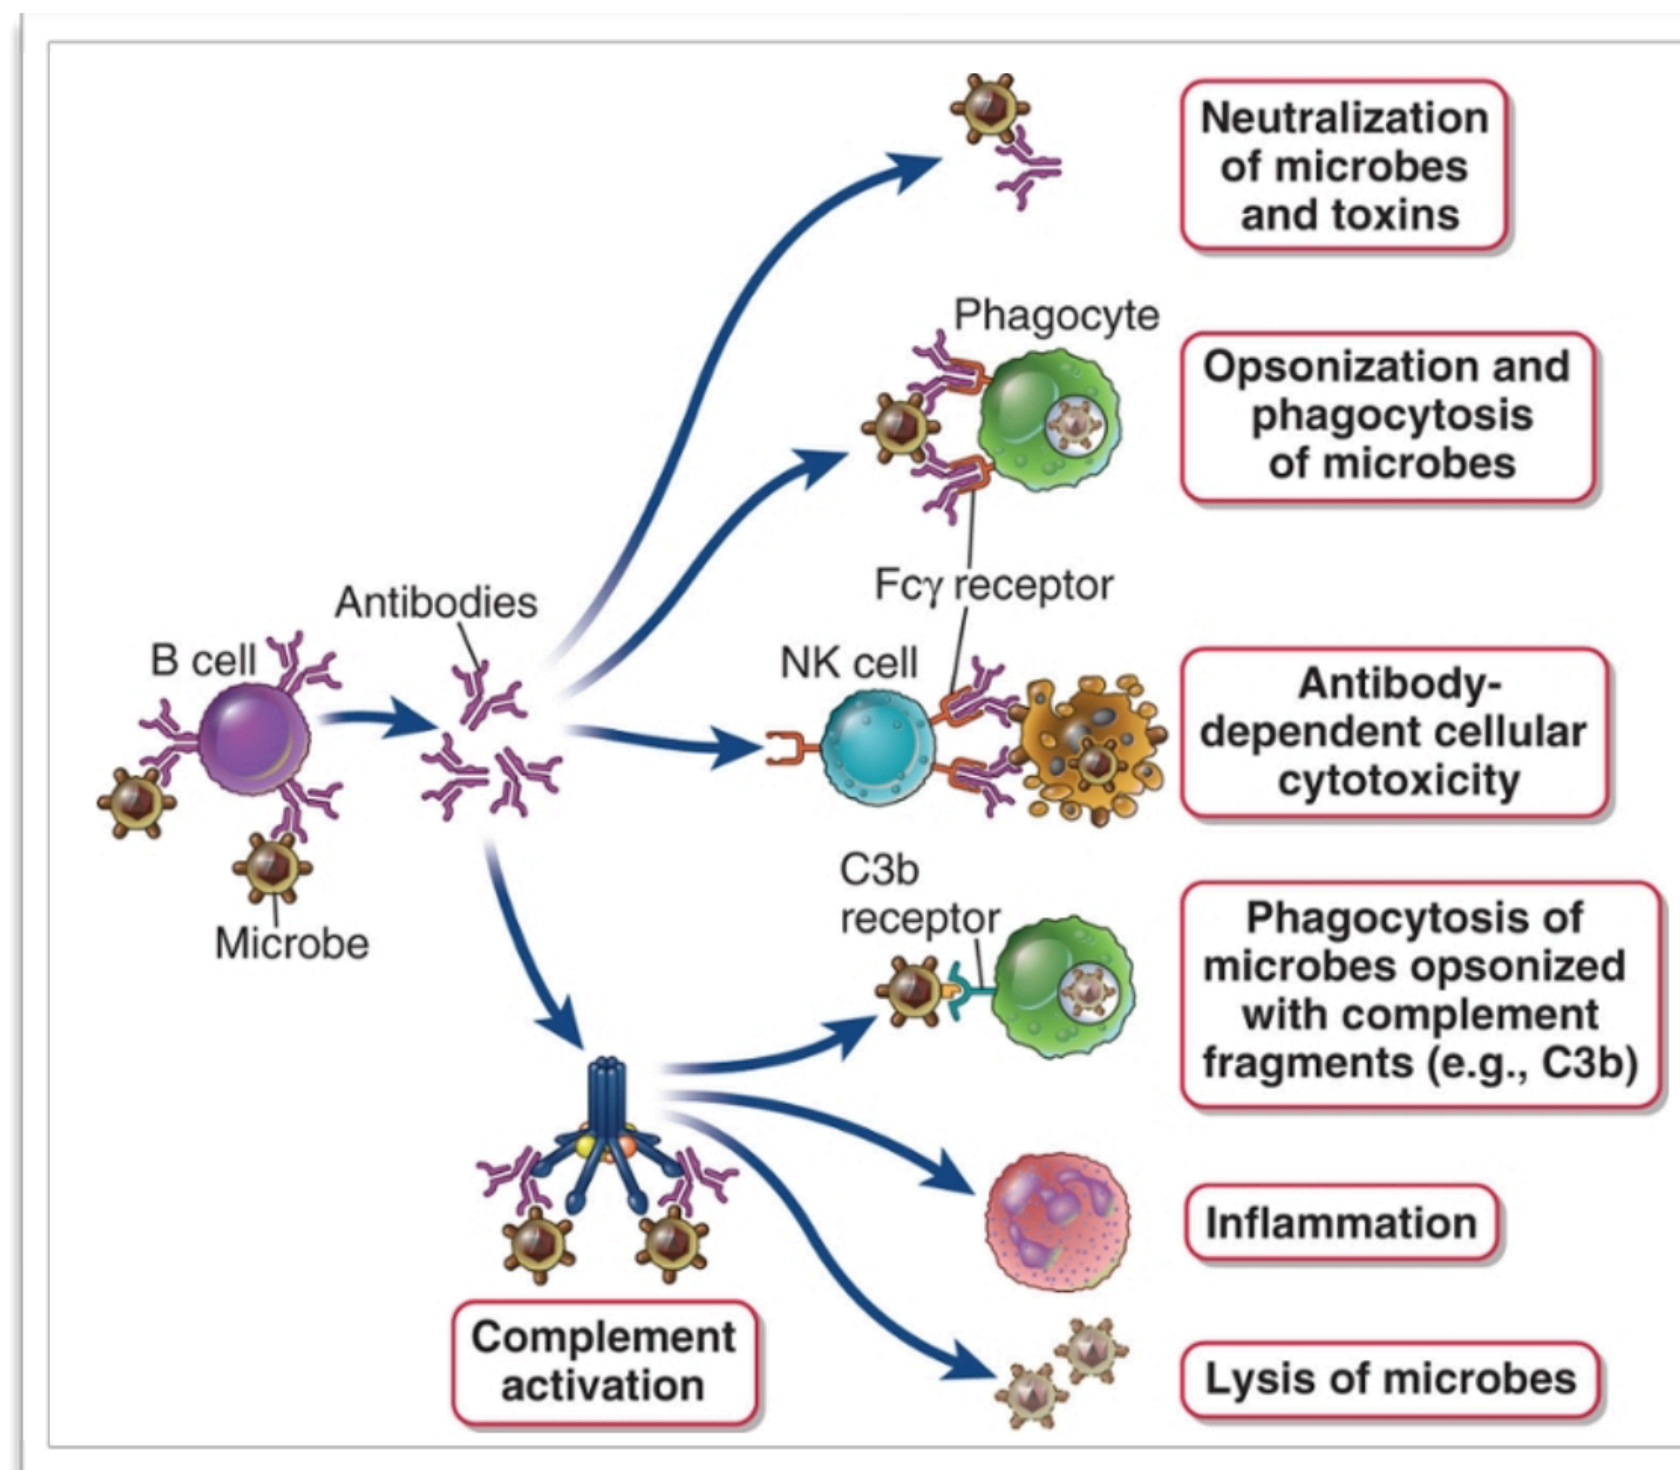 Neutralization
of microbes
and toxins
Phagocyte
Opsonization and
phagocytosis
of microbes
Fcγ receptor
Antibodies
B cell
NK cell
Antibody-
dependent cellular
cytotoxicity
Microbe
C3b
receptor
Phagocytosis of
microbes opsonized
with complement
fragments (e.g., C3b)
Inflammation
Complement
activation
Lysis of microbes